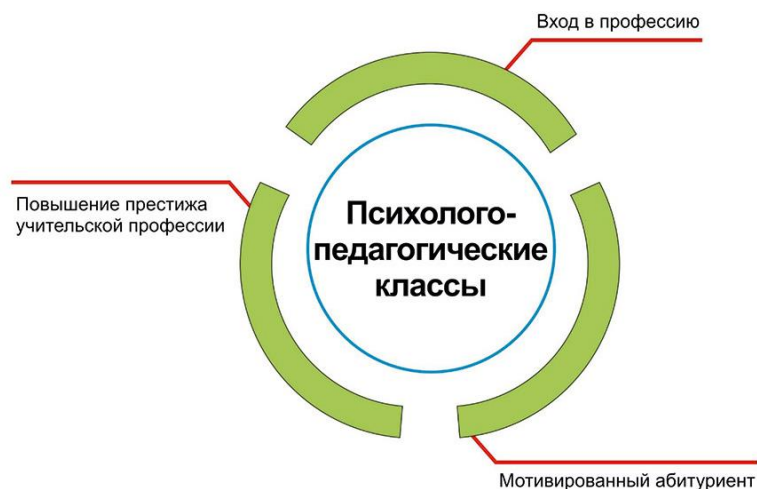 Вход в профессию
Повышение престижа
учительской профессии
Психолого-
педагогические
классы
Мотивированный абитуриент